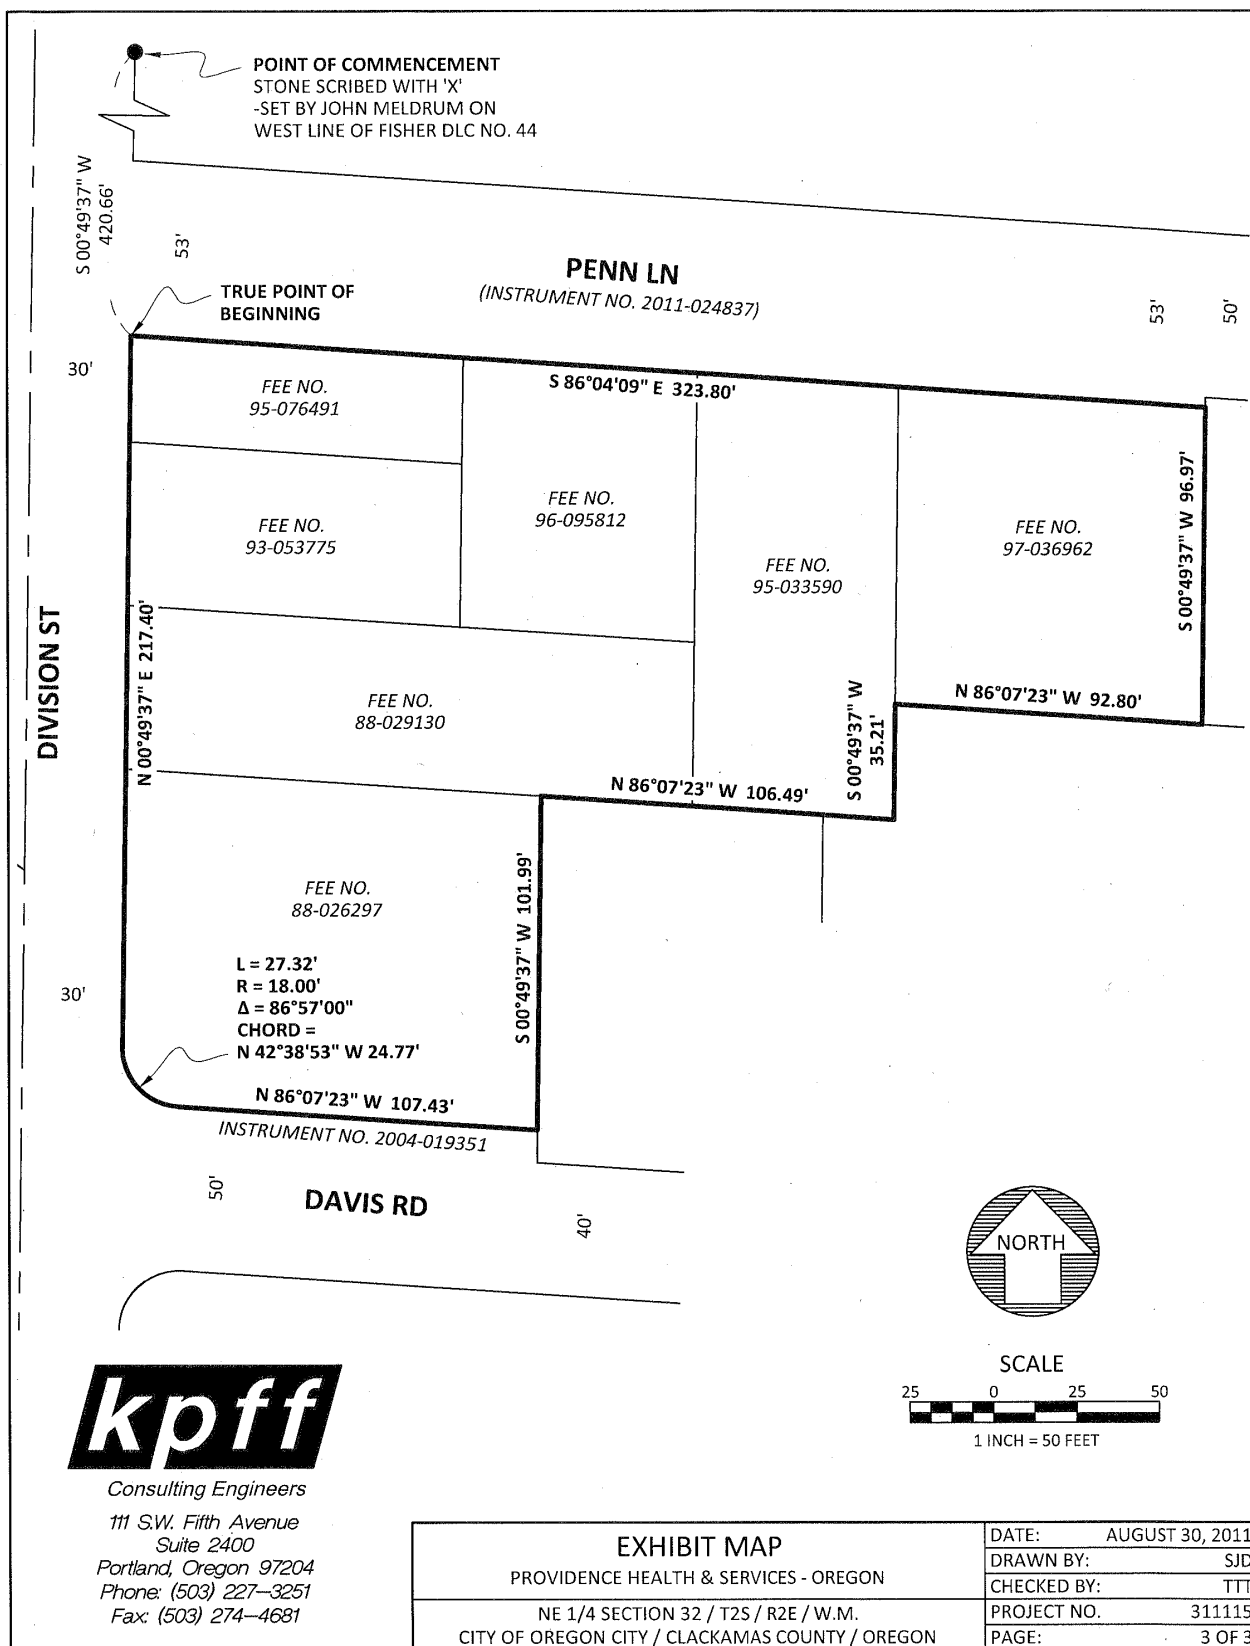 POINT OF COMMENCEMENT
STONE SCRIBED WITH 'X'
-SET BY JOHN MELDRUM ON
WEST LINE OF FISHER DLC NO. 44
S 00°49'37" W
420.66'
53'
PENN LN
(INSTRUMENT NO. 2011-024837)
TRUE POINT OF
BEGINNING
53'
50'
30'
S 86°04'09" E 323.80'
FEE NO.
95-076491
FEE NO.
93-053775
FEE NO.
96-095812
FEE NO.
95-033590
FEE NO.
97-036962
S 00°49'37" W 96.97'
DIVISION ST
N 00°49'37" E 217.40'
FEE NO.
88-029130
S 00°49'37" W
35.21'
N 86°07'23" W 92.80'
N 86°07'23" W 106.49'
FEE NO.
88-026297
S 00°49'37" W 101.99'
L = 27.32'
R = 18.00'
Δ = 86°57'00"
CHORD =
N 42°38'53" W 24.77'
30'
N 86°07'23" W 107.43'
INSTRUMENT NO. 2004-019351
50'
DAVIS RD
40'
NORTH
SCALE
25 0 25 50
1 INCH = 50 FEET
kpff
Consulting Engineers
111 S.W. Fifth Avenue
Suite 2400
Portland, Oregon 97204
Phone: (503) 227-3251
Fax: (503) 274-4681
EXHIBIT MAP
PROVIDENCE HEALTH & SERVICES - OREGON
NE 1/4 SECTION 32 / T2S / R2E / W.M.
CITY OF OREGON CITY / CLACKAMAS COUNTY / OREGON
DATE: AUGUST 30, 2011
DRAWN BY: SJD
CHECKED BY: TTT
PROJECT NO. 311115
PAGE: 3 OF 3